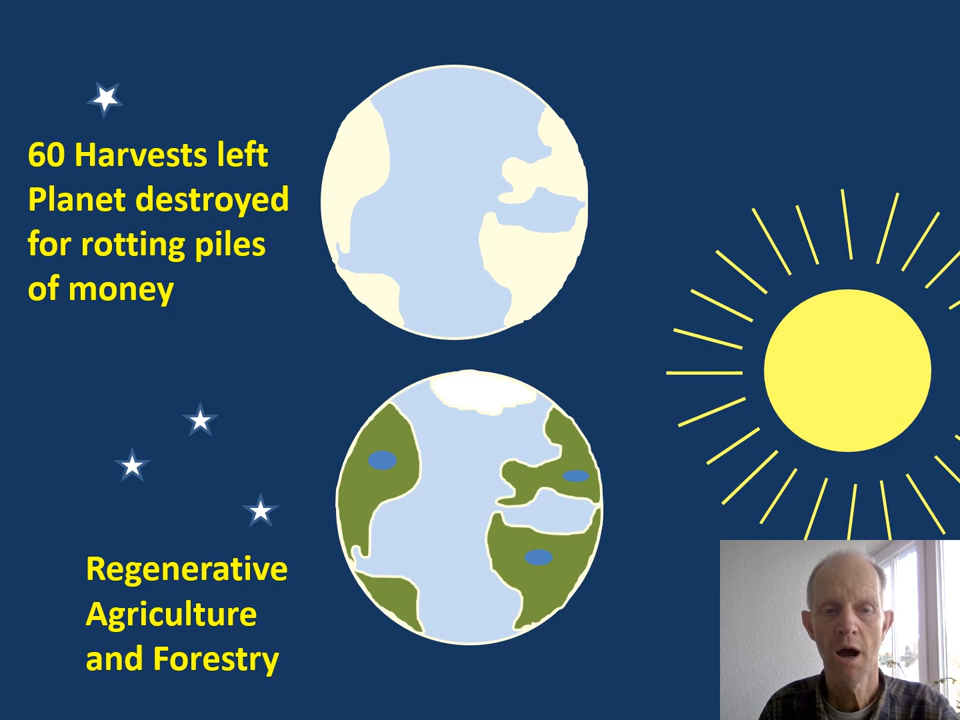 60 Harvests left
Planet destroyed
for rotting piles
of money
Regenerative
Agriculture
and Forestry